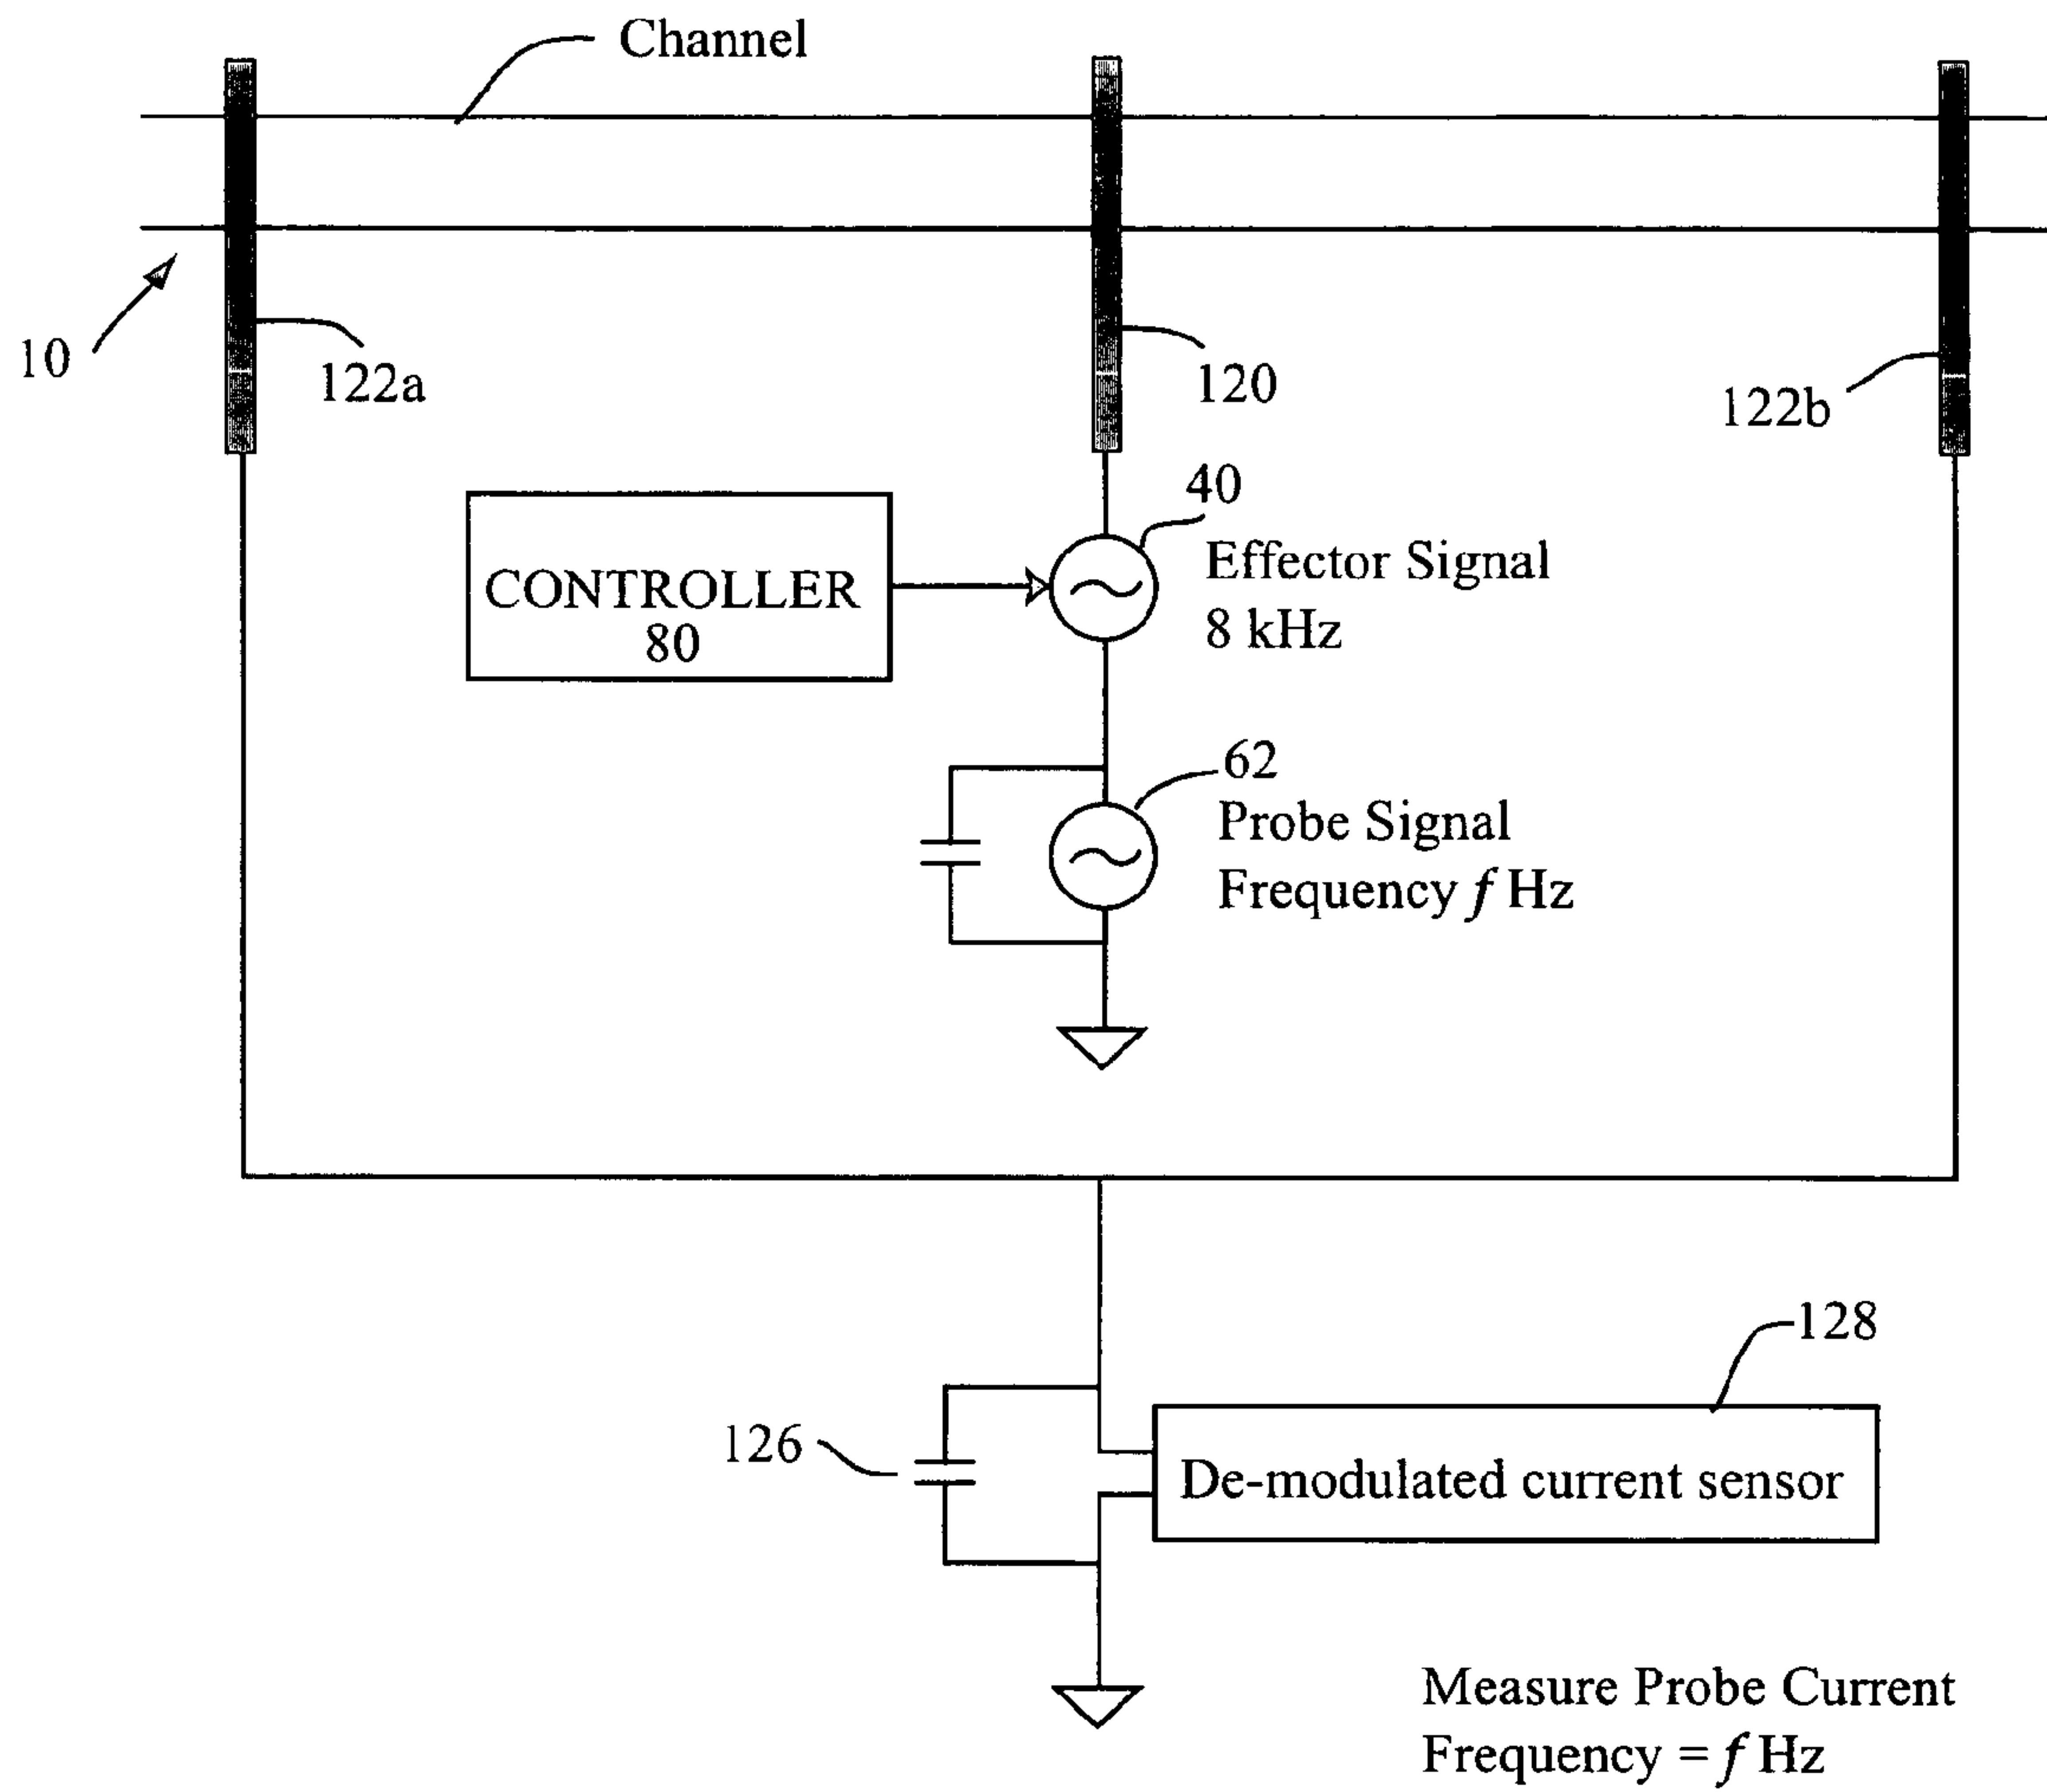 Channel
10
122a
120
122b
40
Effector Signal
8 kHz
CONTROLLER
80
62
Probe Signal
Frequency f Hz
128
126
De-modulated current sensor
Measure Probe Current
Frequency = f Hz